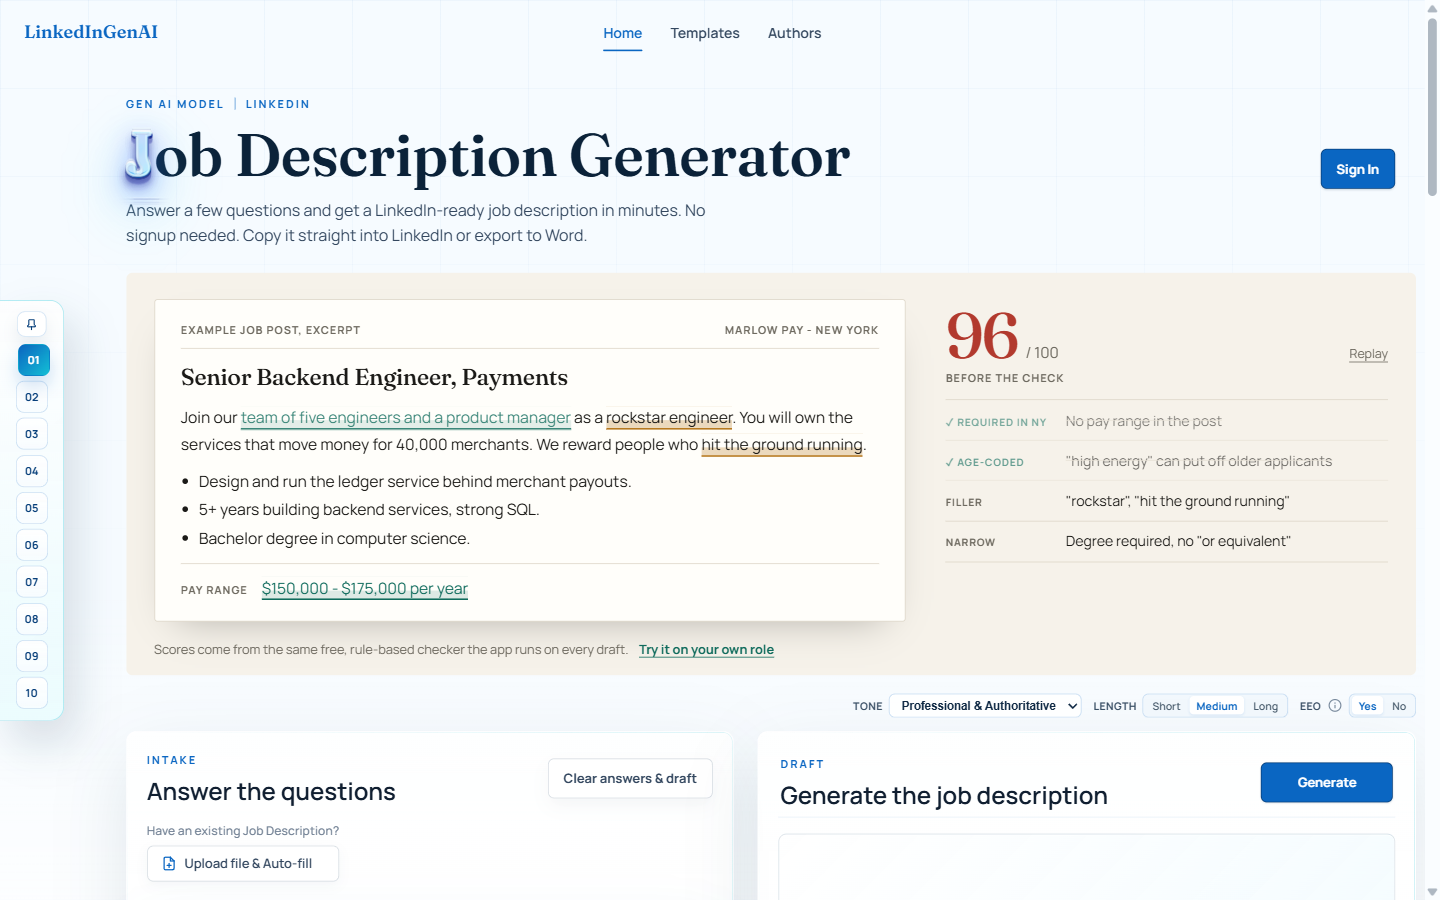 LinkedInGenAI
Home
Templates
Authors
GEN AI MODEL | LINKEDIN
Job Description Generator
Sign In
Answer a few questions and get a LinkedIn-ready job description in minutes. No
signup needed. Copy it straight into LinkedIn or export to Word.
01
02
03
04
05
06
07
08
09
10
EXAMPLE JOB POST, EXCERPT
MARLOW PAY - NEW YORK
Senior Backend Engineer, Payments
Join our team of five engineers and a product manager as a rockstar engineer. You will own the
services that move money for 40,000 merchants. We reward people who hit the ground running.
• Design and run the ledger service behind merchant payouts.
• 5+ years building backend services, strong SQL.
• Bachelor degree in computer science.
PAY RANGE $150,000 - $175,000 per year
96 / 100
Replay
BEFORE THE CHECK
✓ REQUIRED IN NY No pay range in the post
✓ AGE-CODED "high energy" can put off older applicants
FILLER "rockstar", "hit the ground running"
NARROW Degree required, no "or equivalent"
Scores come from the same free, rule-based checker the app runs on every draft. Try it on your own role
TONE Professional & Authoritative LENGTH Short Medium Long EEO Yes No
INTAKE
Answer the questions
Clear answers & draft
Have an existing Job Description?
Upload file & Auto-fill
DRAFT
Generate the job description
Generate